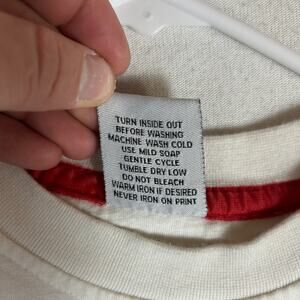 TURN INSIDE OUT
BEFORE WASHING
MACHINE WASH COLD
USE MILD SOAP
GENTLE CYCLE
TUMBLE DRY LOW
DO NOT BLEACH
WARM IRON IF DESIRED
NEVER IRON ON PRINT